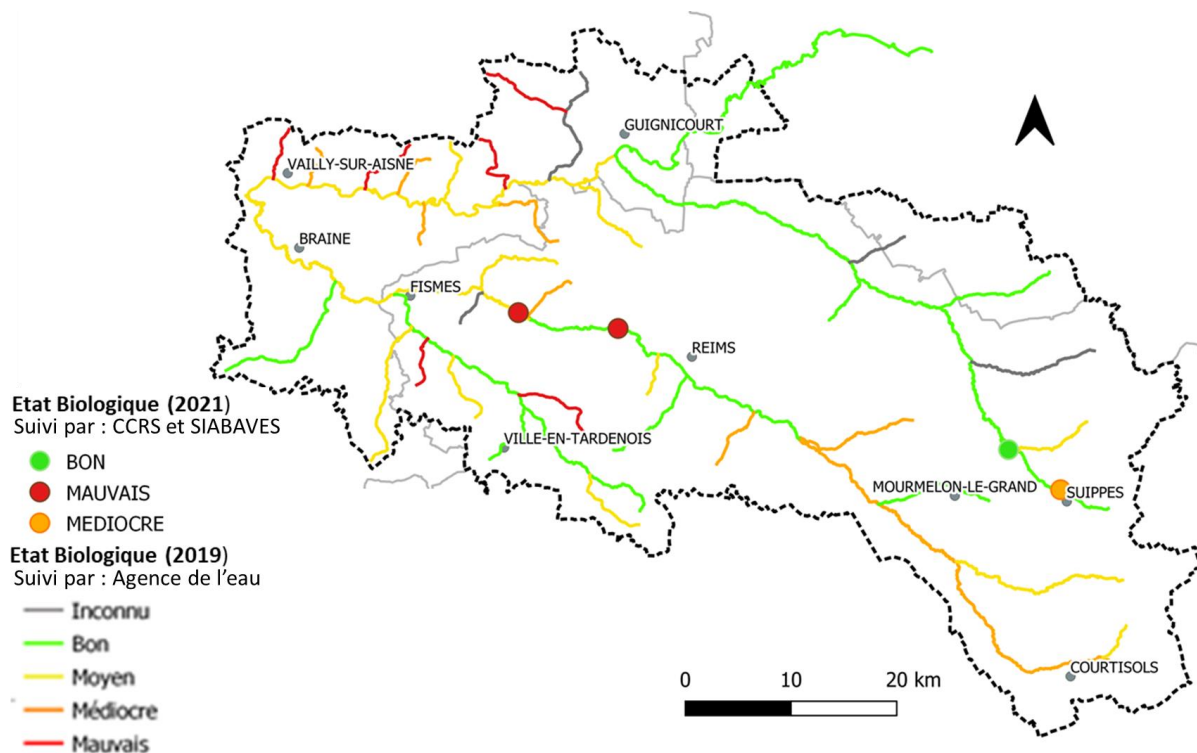 GUIGNICOURT
VAILLY-SUR-AISNE
BRAINE
FISMES
REIMS
VILLE-EN-TARDENOIS
MOURMELON-LE-GRAND
SUIPPES
COURTISOLS
Etat Biologique (2021)
Suivi par : CCRS et SIABAVES
BON
MAUVAIS
MEDIOCRE
Etat Biologique (2019)
Suivi par : Agence de l'eau
Inconnu
Bon
Moyen
Médiocre
Mauvais
0 10 20 km